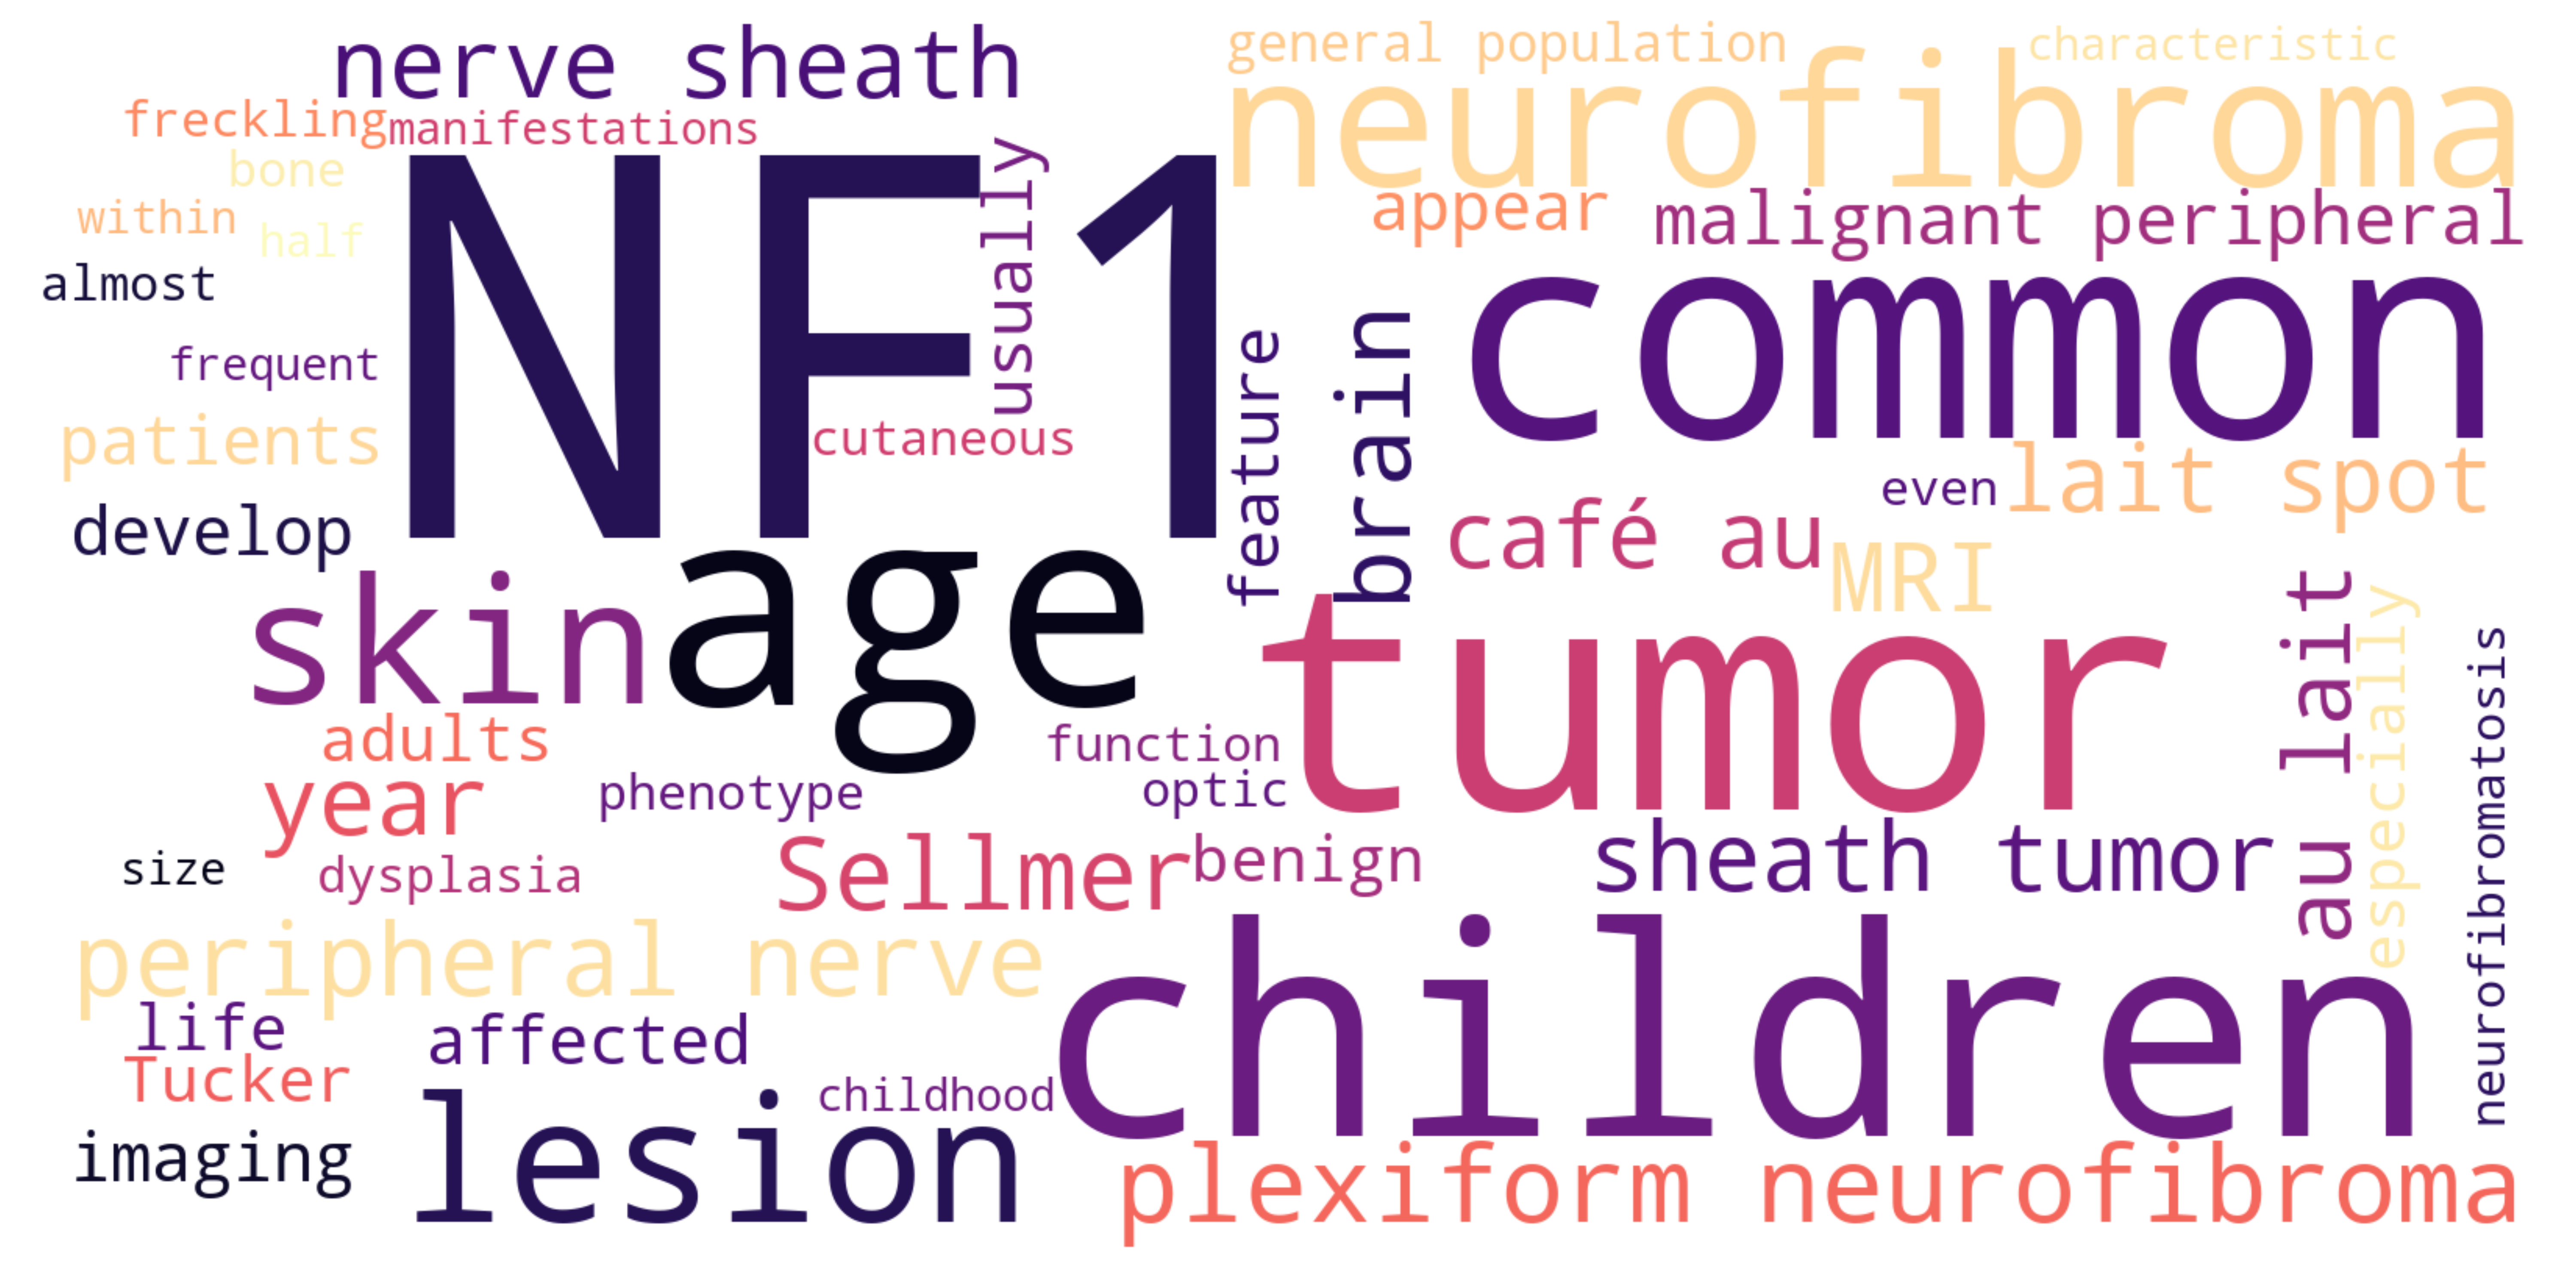 nerve sheath
general population
characteristic
neurofibroma
freckling
manifestations
bone
within
half
almost
NF1
usually
appear
malignant peripheral
common
frequent
patients
cutaneous
feature
brain
even
lait spot
develop
café au
MRI
skin
age
tumor
au lait
especially
neurofibromatosis
adults
function
year
phenotype
optic
size
dysplasia
Sellmer
benign
sheath tumor
peripheral nerve
children
life
affected
Tucker
childhood
imaging
lesion
plexiform neurofibroma